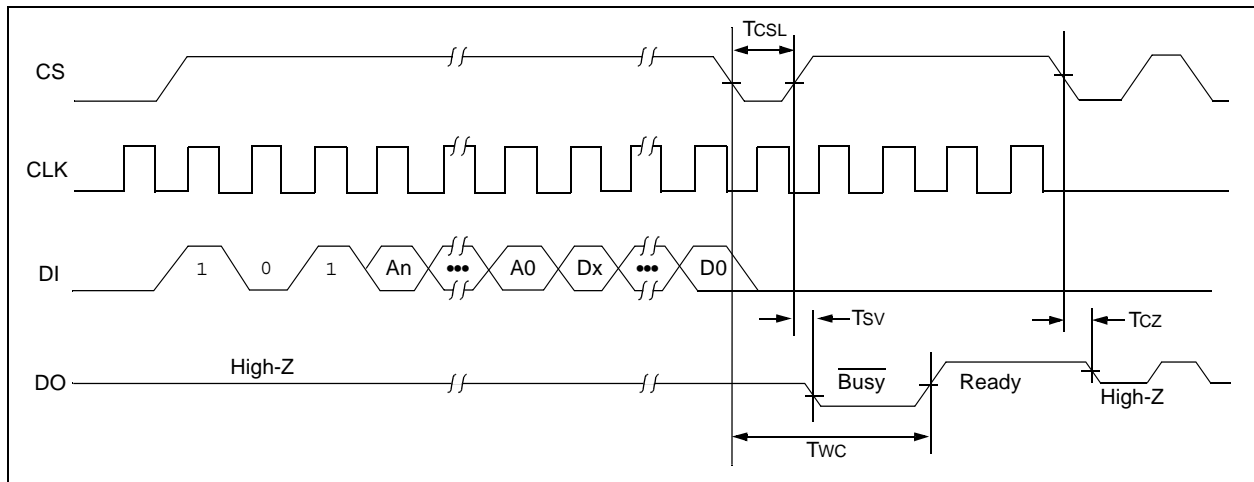 TCSL
CS
CLK
DI
1 0 1 An ••• A0 Dx ••• D0
TSV
TCZ
High-Z
DO
Busy
Ready
High-Z
TWC